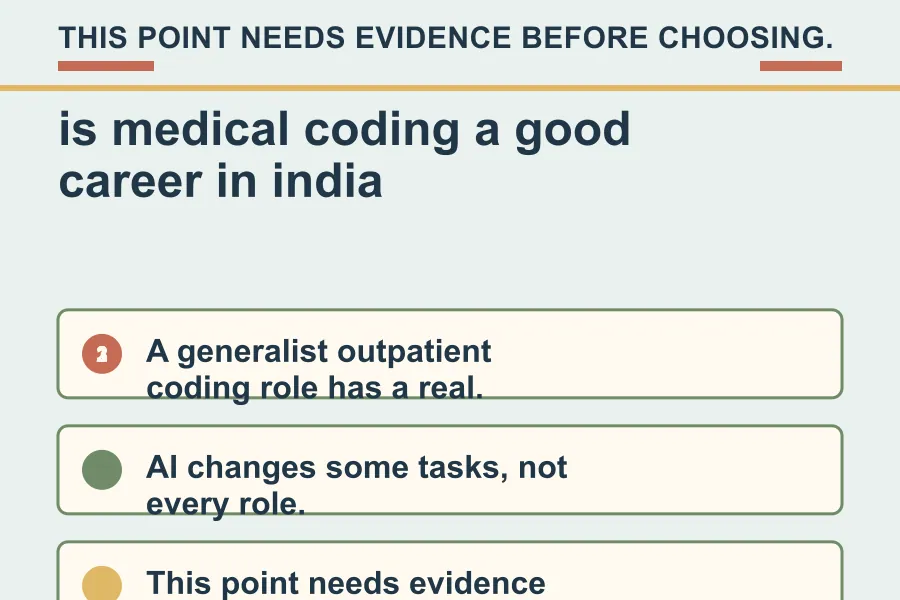 THIS POINT NEEDS EVIDENCE BEFORE CHOOSING.
is medical coding a good
career in india
A generalist outpatient
coding role has a real.
AI changes some tasks, not
every role.
This point needs evidence